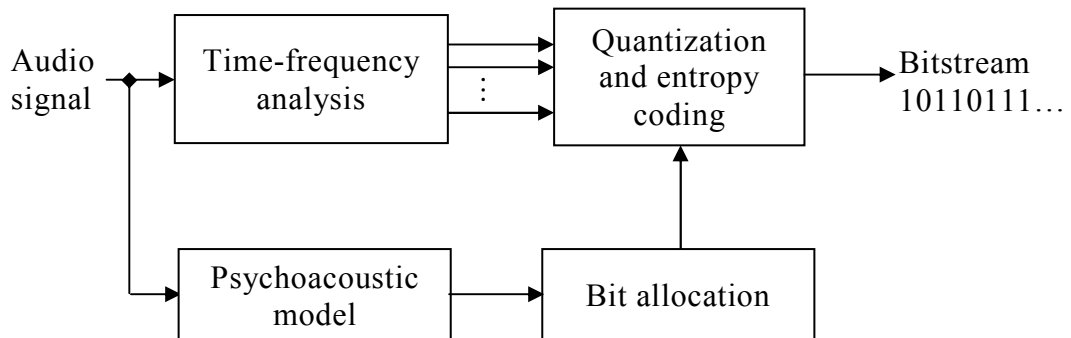 Audio
signal
Time-frequency
analysis
⋮
Quantization
and entropy
coding
Bitstream
10110111…
Psychoacoustic
model
Bit allocation